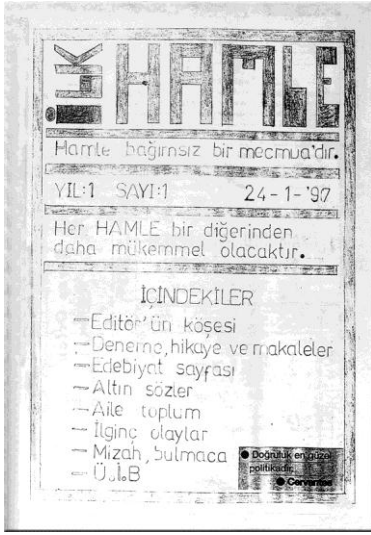 İLK HAMLE
Hamle bağımsız bir mecmua'dır.
YIL:1 SAYI:1 24-1-'97
Her HAMLE bir diğerinden
daha mükemmel olacaktır.
İÇİNDEKİLER
-Editör'ün köşesi
-Deneme, hikaye ve makaleler
-Edebiyat sayfası
-Altın sözler
-Aile toplum
-İlginç olaylar
-Mizah, bulmaca
-Ü.İ.B
● Doğruluk en güzel
politikadır.
● Cervantes